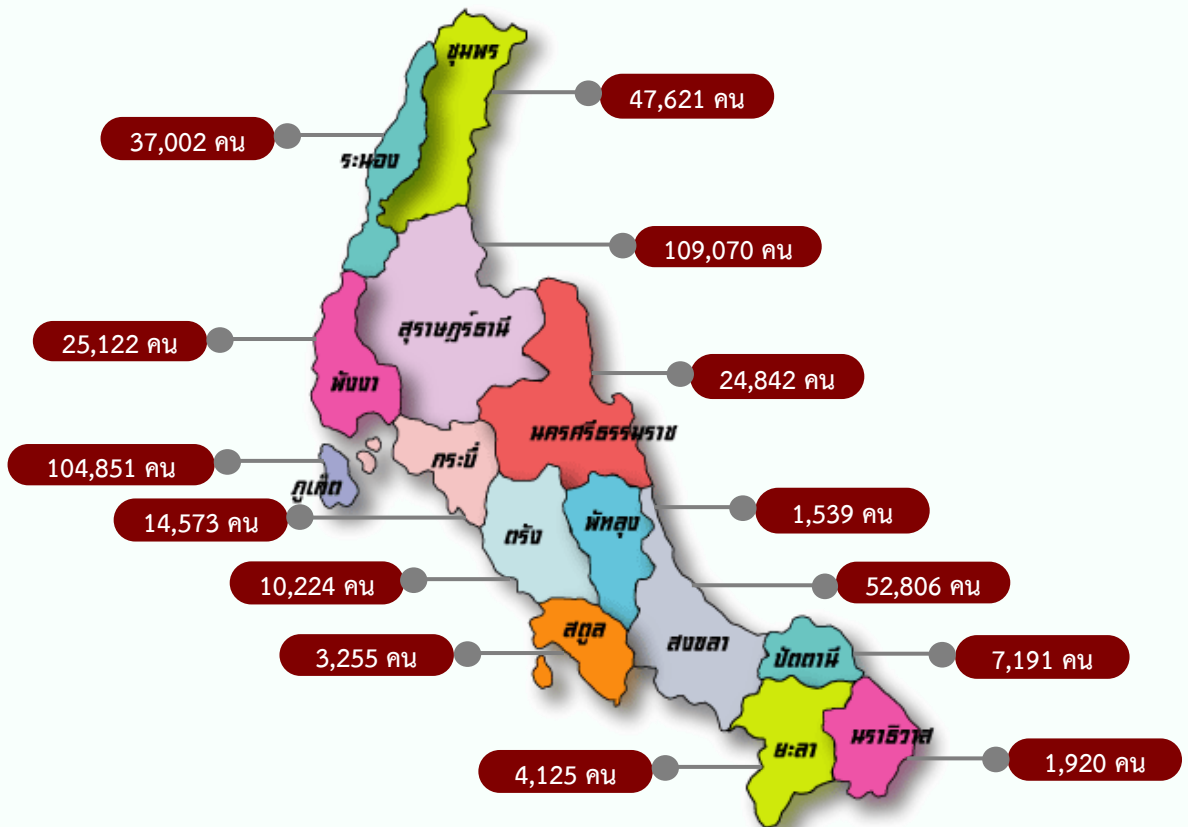 ชุมพร
47,621 คน
37,002 คน
ระนอง
109,070 คน
สุราษฎร์ธานี
25,122 คน
พังงา
24,842 คน
นครศรีธรรมราช
กระบี่
104,851 คน
ภูเก็ต
14,573 คน
1,539 คน
ตรัง
พัทลุง
10,224 คน
52,806 คน
สตูล
สงขลา
ปัตตานี
3,255 คน
7,191 คน
นราธิวาส
ยะลา
4,125 คน
1,920 คน